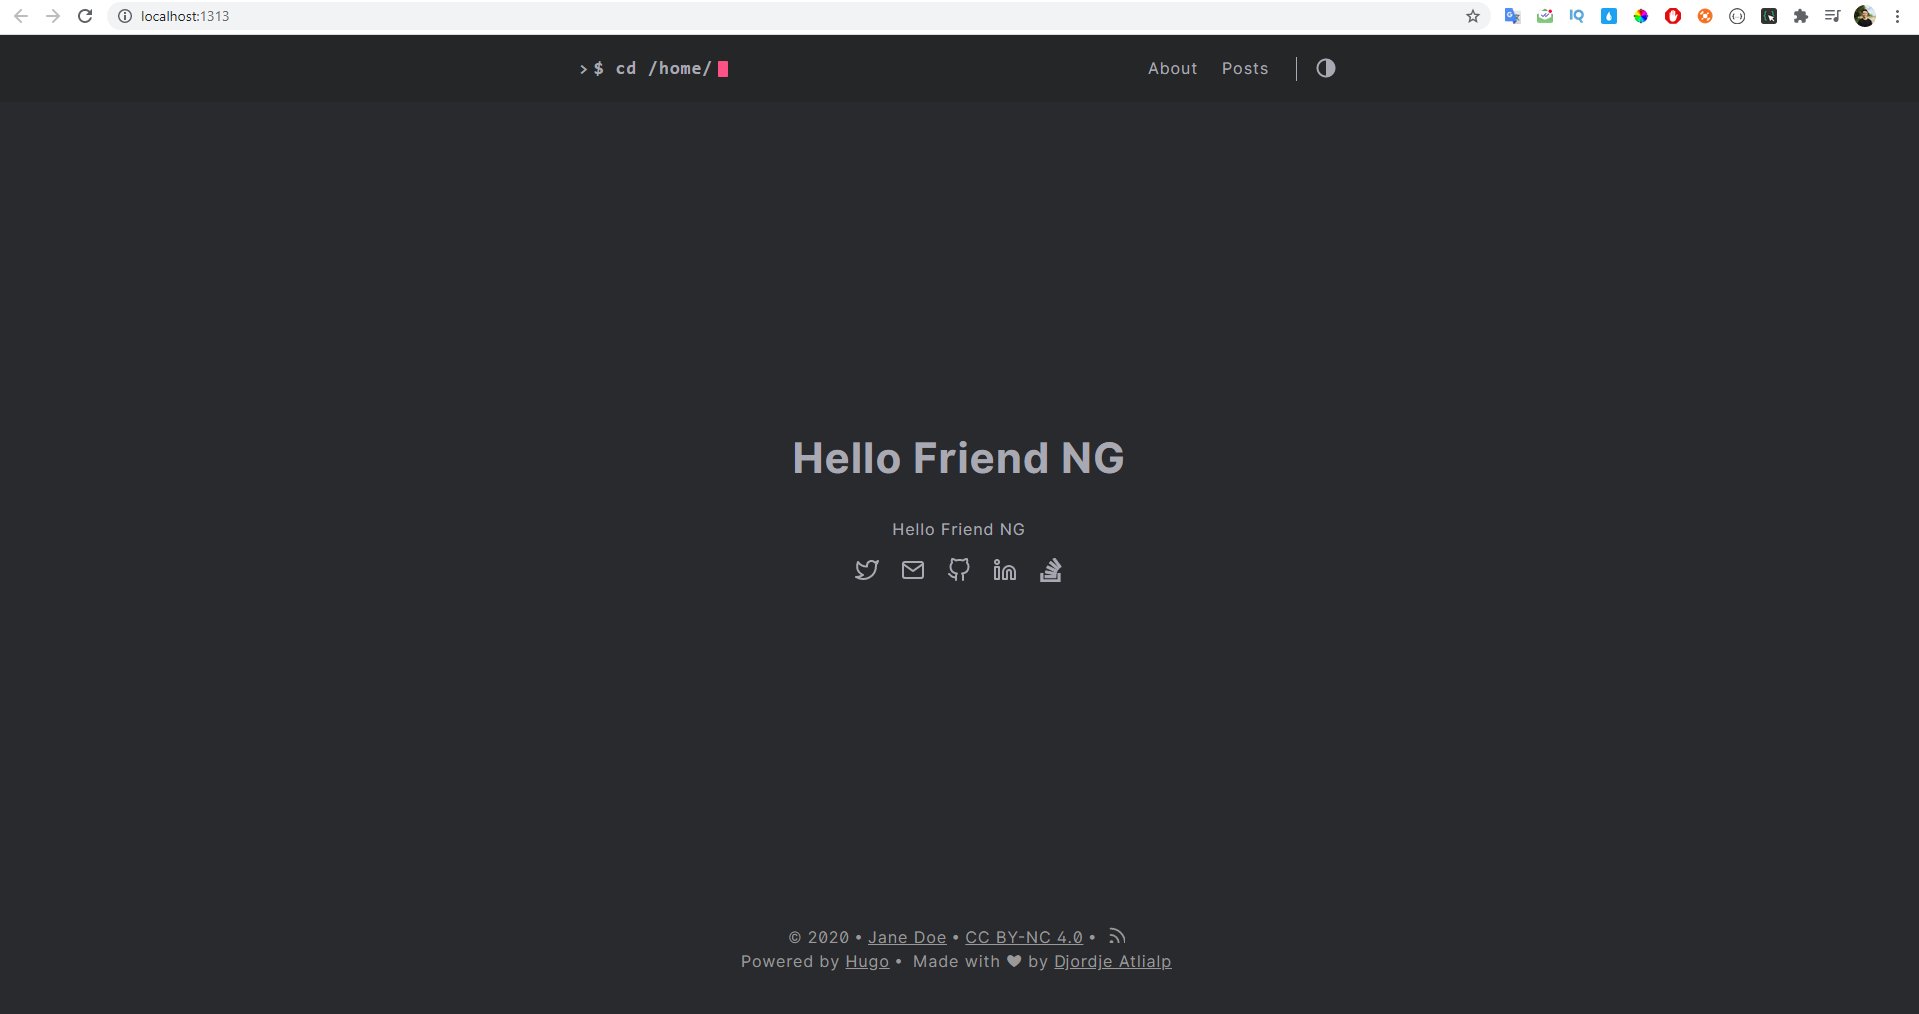 localhost:1313
>$ cd /home/
About Posts
Hello Friend NG
Hello Friend NG
© 2020 • Jane Doe • CC BY-NC 4.0 •
Powered by Hugo • Made with ♥ by Djordje Atlialp